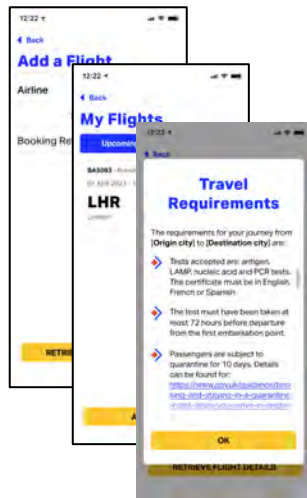 12:22
Back
Add a Flight
Airline
Booking Re
RETRIE
12:22
Back
My Flights
Upcoming
BA5263
LHR
London
A
12:22
Back
Travel
Requirements
The requirements for your journey from
[Origin city] to [Destination city] are:
Tests accepted are: antigen,
LAMP, nucleic acid and PCR tests.
The certificate must be in English,
French or Spanish
The test must have been taken at
most 72 hours before departure
from the first embarkation point.
Passengers are subject to
quarantine for 10 days. Details
can be found for:
OK
RETRIEVE FLIGHT DETAILS